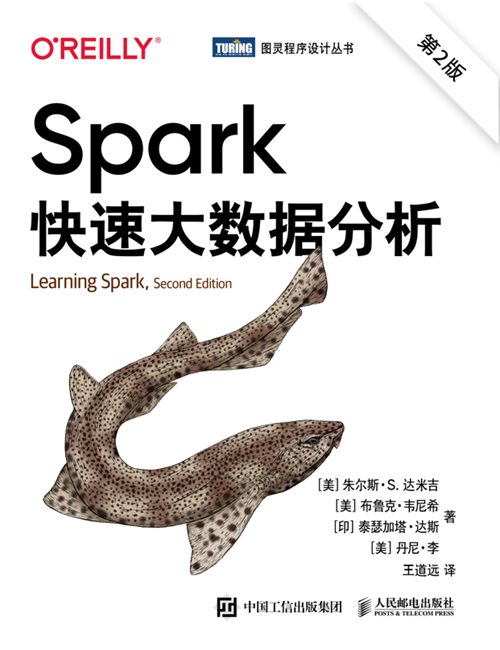 O'REILLY®
TURING 图灵程序设计丛书
第2版
Spark
快速大数据分析
Learning Spark, Second Edition
[美] 朱尔斯·S. 达米吉
[美] 布鲁克·韦尼希
[印] 泰瑟加塔·达斯 著
[美] 丹尼·李
王道远 译
中国工信出版集团
人民邮电出版社
POSTS & TELECOM PRESS